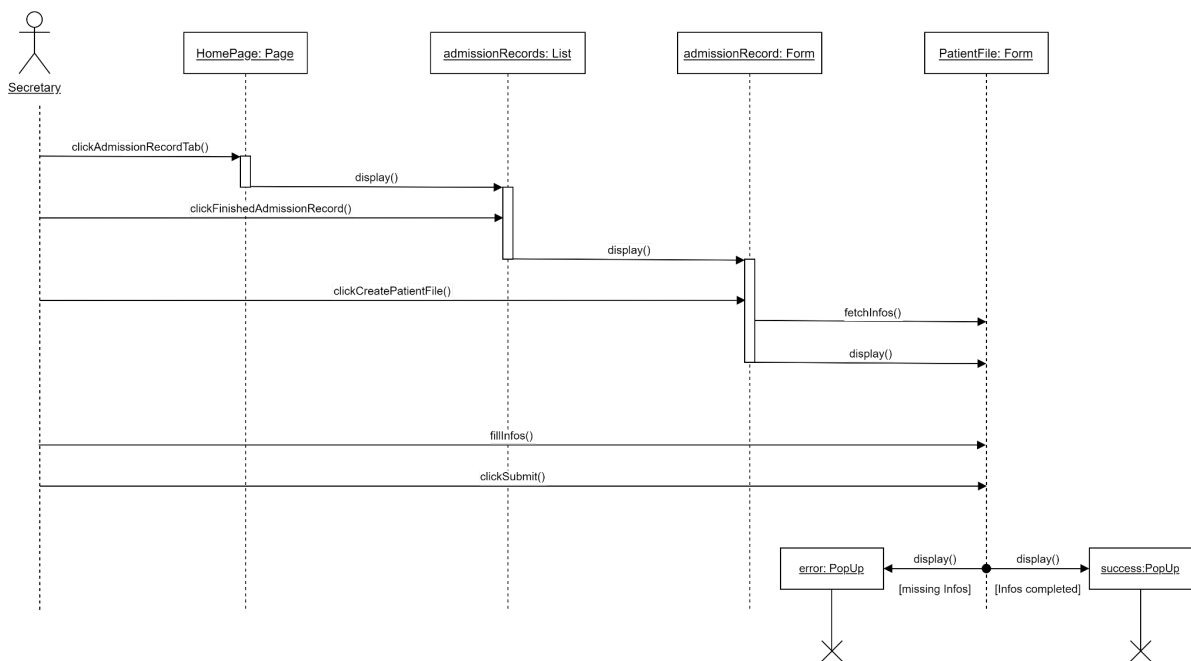 Secretary
HomePage: Page
admissionRecords: List
admissionRecord: Form
PatientFile: Form
clickAdmissionRecordTab()
display()
clickFinishedAdmissionRecord()
display()
clickCreatePatientFile()
fetchInfos()
display()
fillInfos()
clickSubmit()
error: PopUp
display()
display()
success:PopUp
[missing Infos]
[Infos completed]